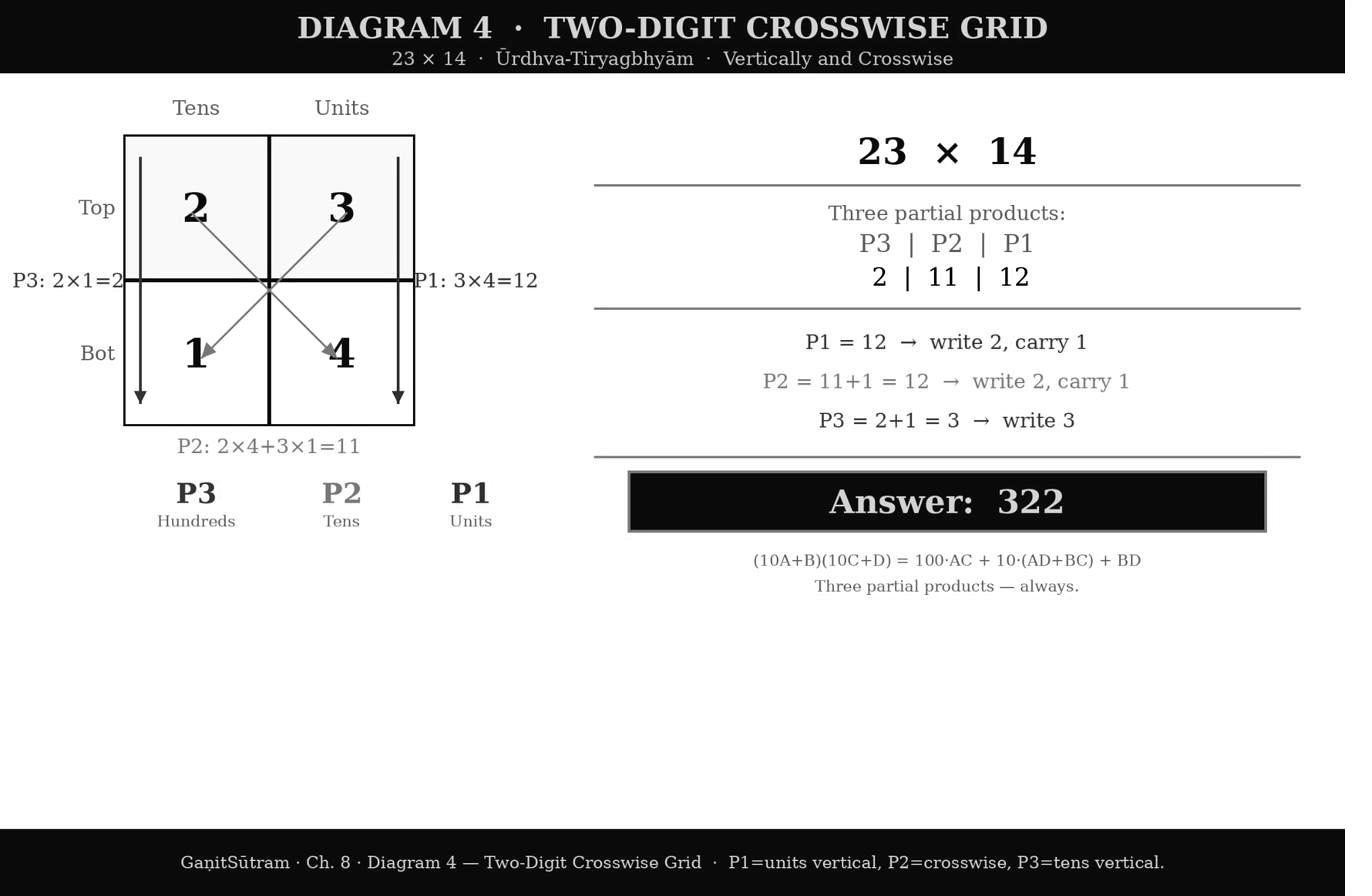 DIAGRAM 4 · TWO-DIGIT CROSSWISE GRID
23 × 14 · Ūrdhva-Tiryagbhyām · Vertically and Crosswise
Tens Units
Top 2 3
P3: 2×1=2 P1: 3×4=12
Bot 1 4
P2: 2×4+3×1=11
P3 P2 P1
Hundreds Tens Units
23 × 14
Three partial products:
P3 | P2 | P1
2 | 11 | 12
P1 = 12 → write 2, carry 1
P2 = 11+1 = 12 → write 2, carry 1
P3 = 2+1 = 3 → write 3
Answer: 322
(10A+B)(10C+D) = 100·AC + 10·(AD+BC) + BD
Three partial products — always.
GaṇitSūtram · Ch. 8 · Diagram 4 — Two-Digit Crosswise Grid · P1=units vertical, P2=crosswise, P3=tens vertical.